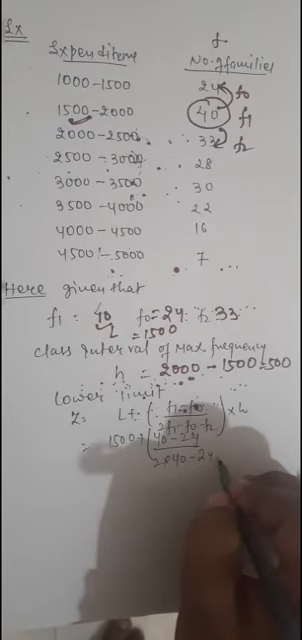 Ex
Expenditure f
No. of families
1000-1500 24 f0
1500-2000 40 f1
2000-2500 33 f2
2500-3000 28
3000-3500 30
3500-4000 22
4000-4500 16
4500-5000 7
Here given that
f1 = 40 f0=24 f2 33
L = 1500
Class Interval of Max frequency
h = 2000-1500=500
Lower limit
Z = L+ (f1-f0 / 2f1-f0-f2) × h
= 1500+ (40-24 / 2×40-24